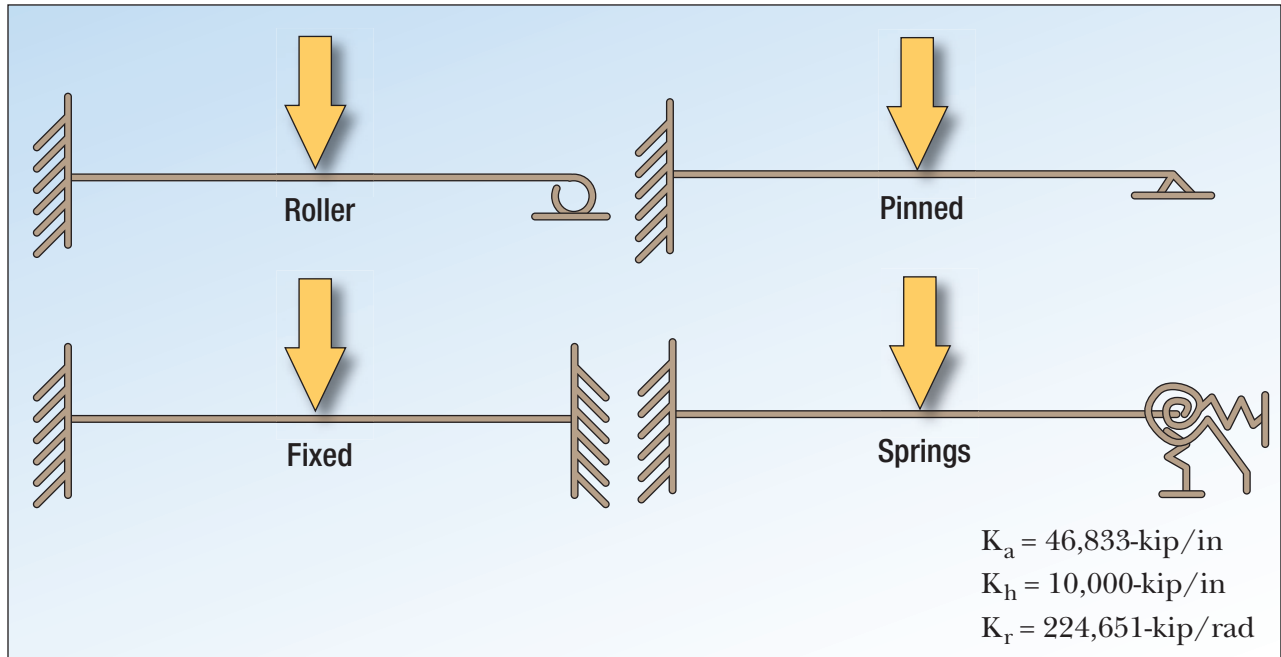 Roller
Pinned
Fixed
Springs
Kₐ = 46,833-kip/in
Kₕ = 10,000-kip/in
Kᵣ = 224,651-kip/rad